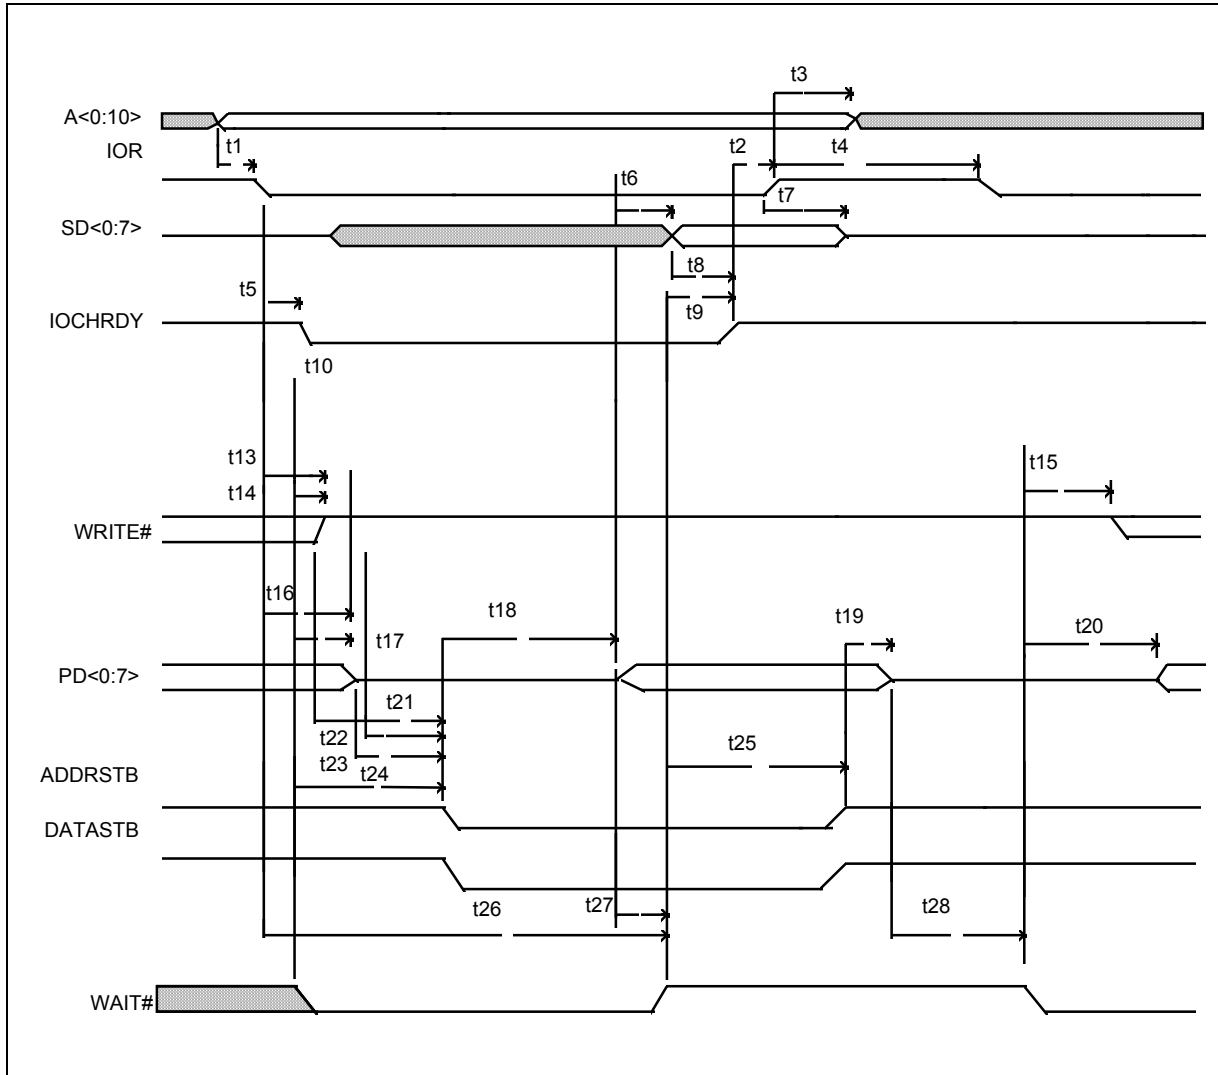 t3
A<0:10>
IOR
t1
t2
t4
t6
t7
SD<0:7>
t8
t5
t9
IOCHRDY
t10
t13
t15
t14
WRITE#
t16
t18
t19
t17
t20
PD<0:7>
t21
t22
t25
t23
ADDRSTB
t24
DATASTB
t26
t27
t28
WAIT#